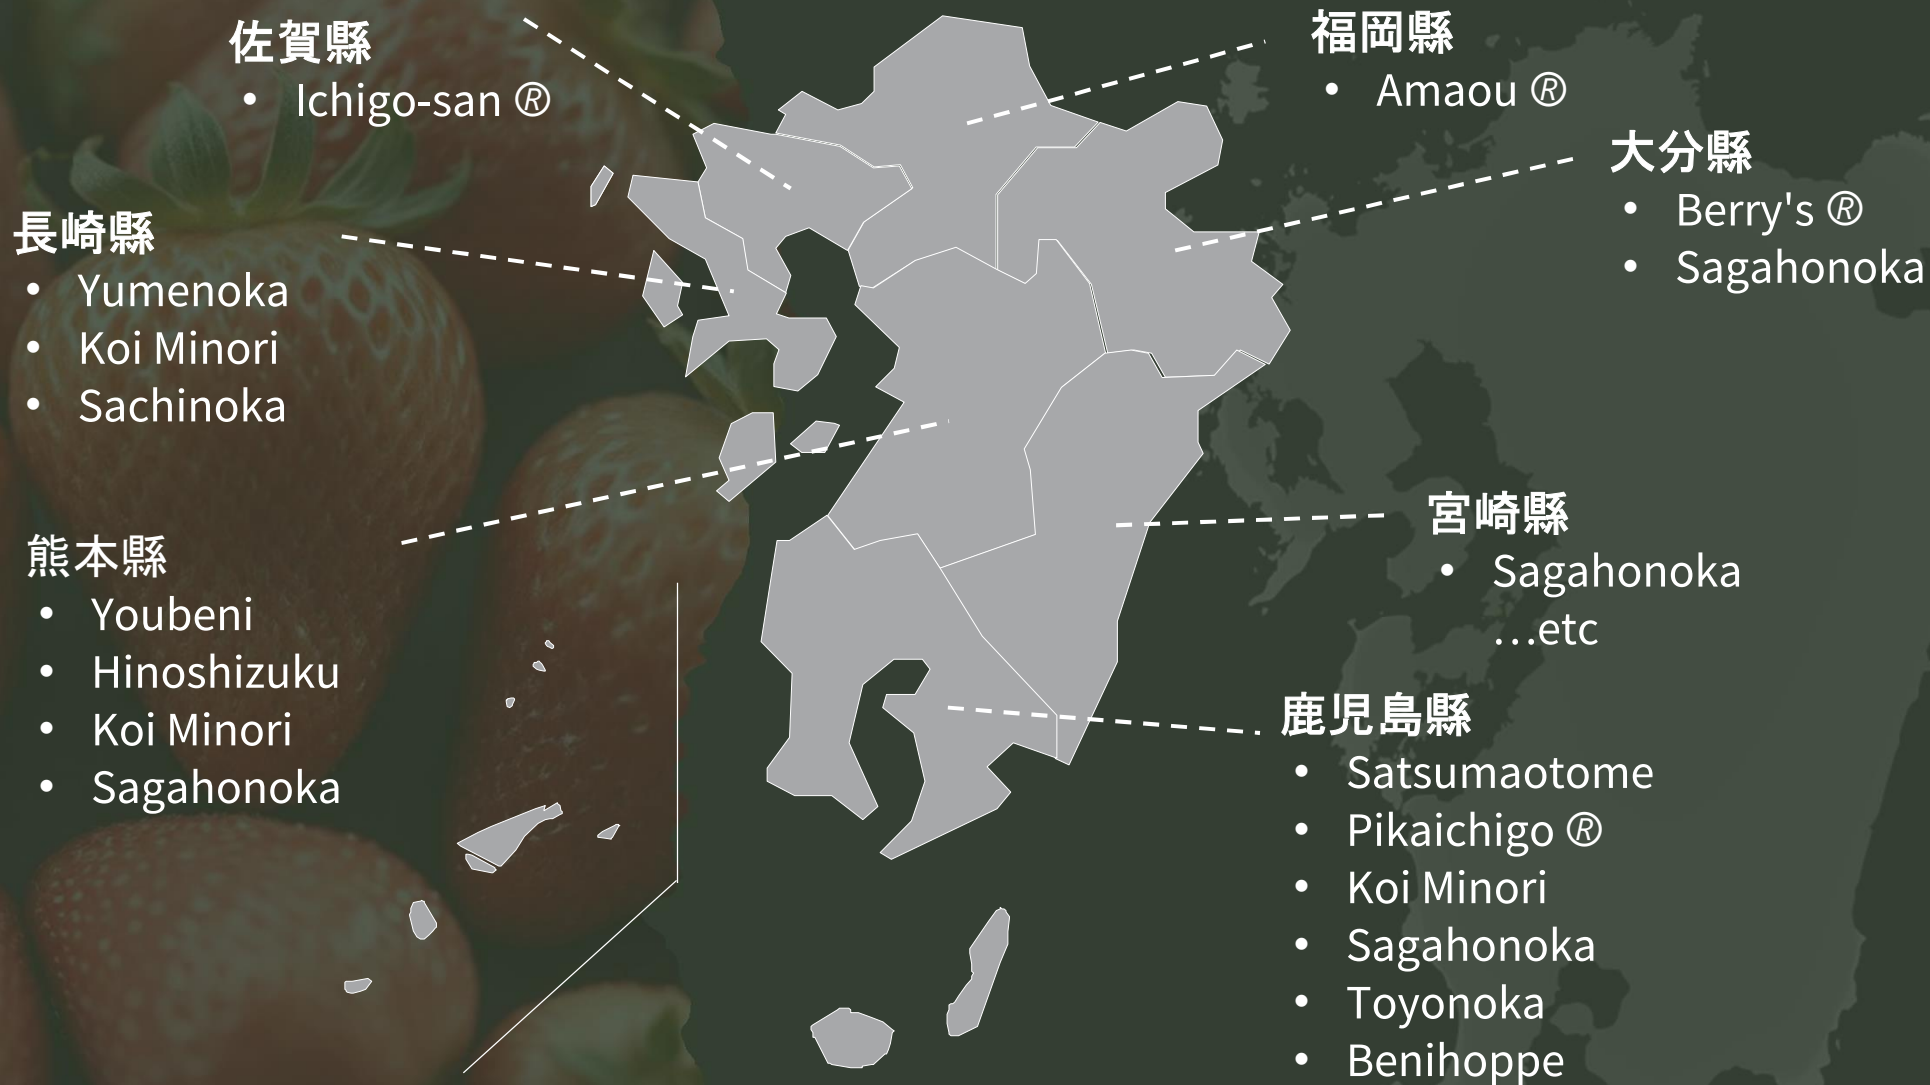 佐賀縣
• Ichigo-san ®
福岡縣
• Amaou ®
大分縣
• Berry's ®
• Sagahonoka
長崎縣
• Yumenoka
• Koi Minori
• Sachinoka
熊本縣
• Youbeni
• Hinoshizuku
• Koi Minori
• Sagahonoka
宮崎縣
• Sagahonoka
...etc
鹿児島縣
• Satsumaotome
• Pikaichigo ®
• Koi Minori
• Sagahonoka
• Toyonoka
• Benihoppe